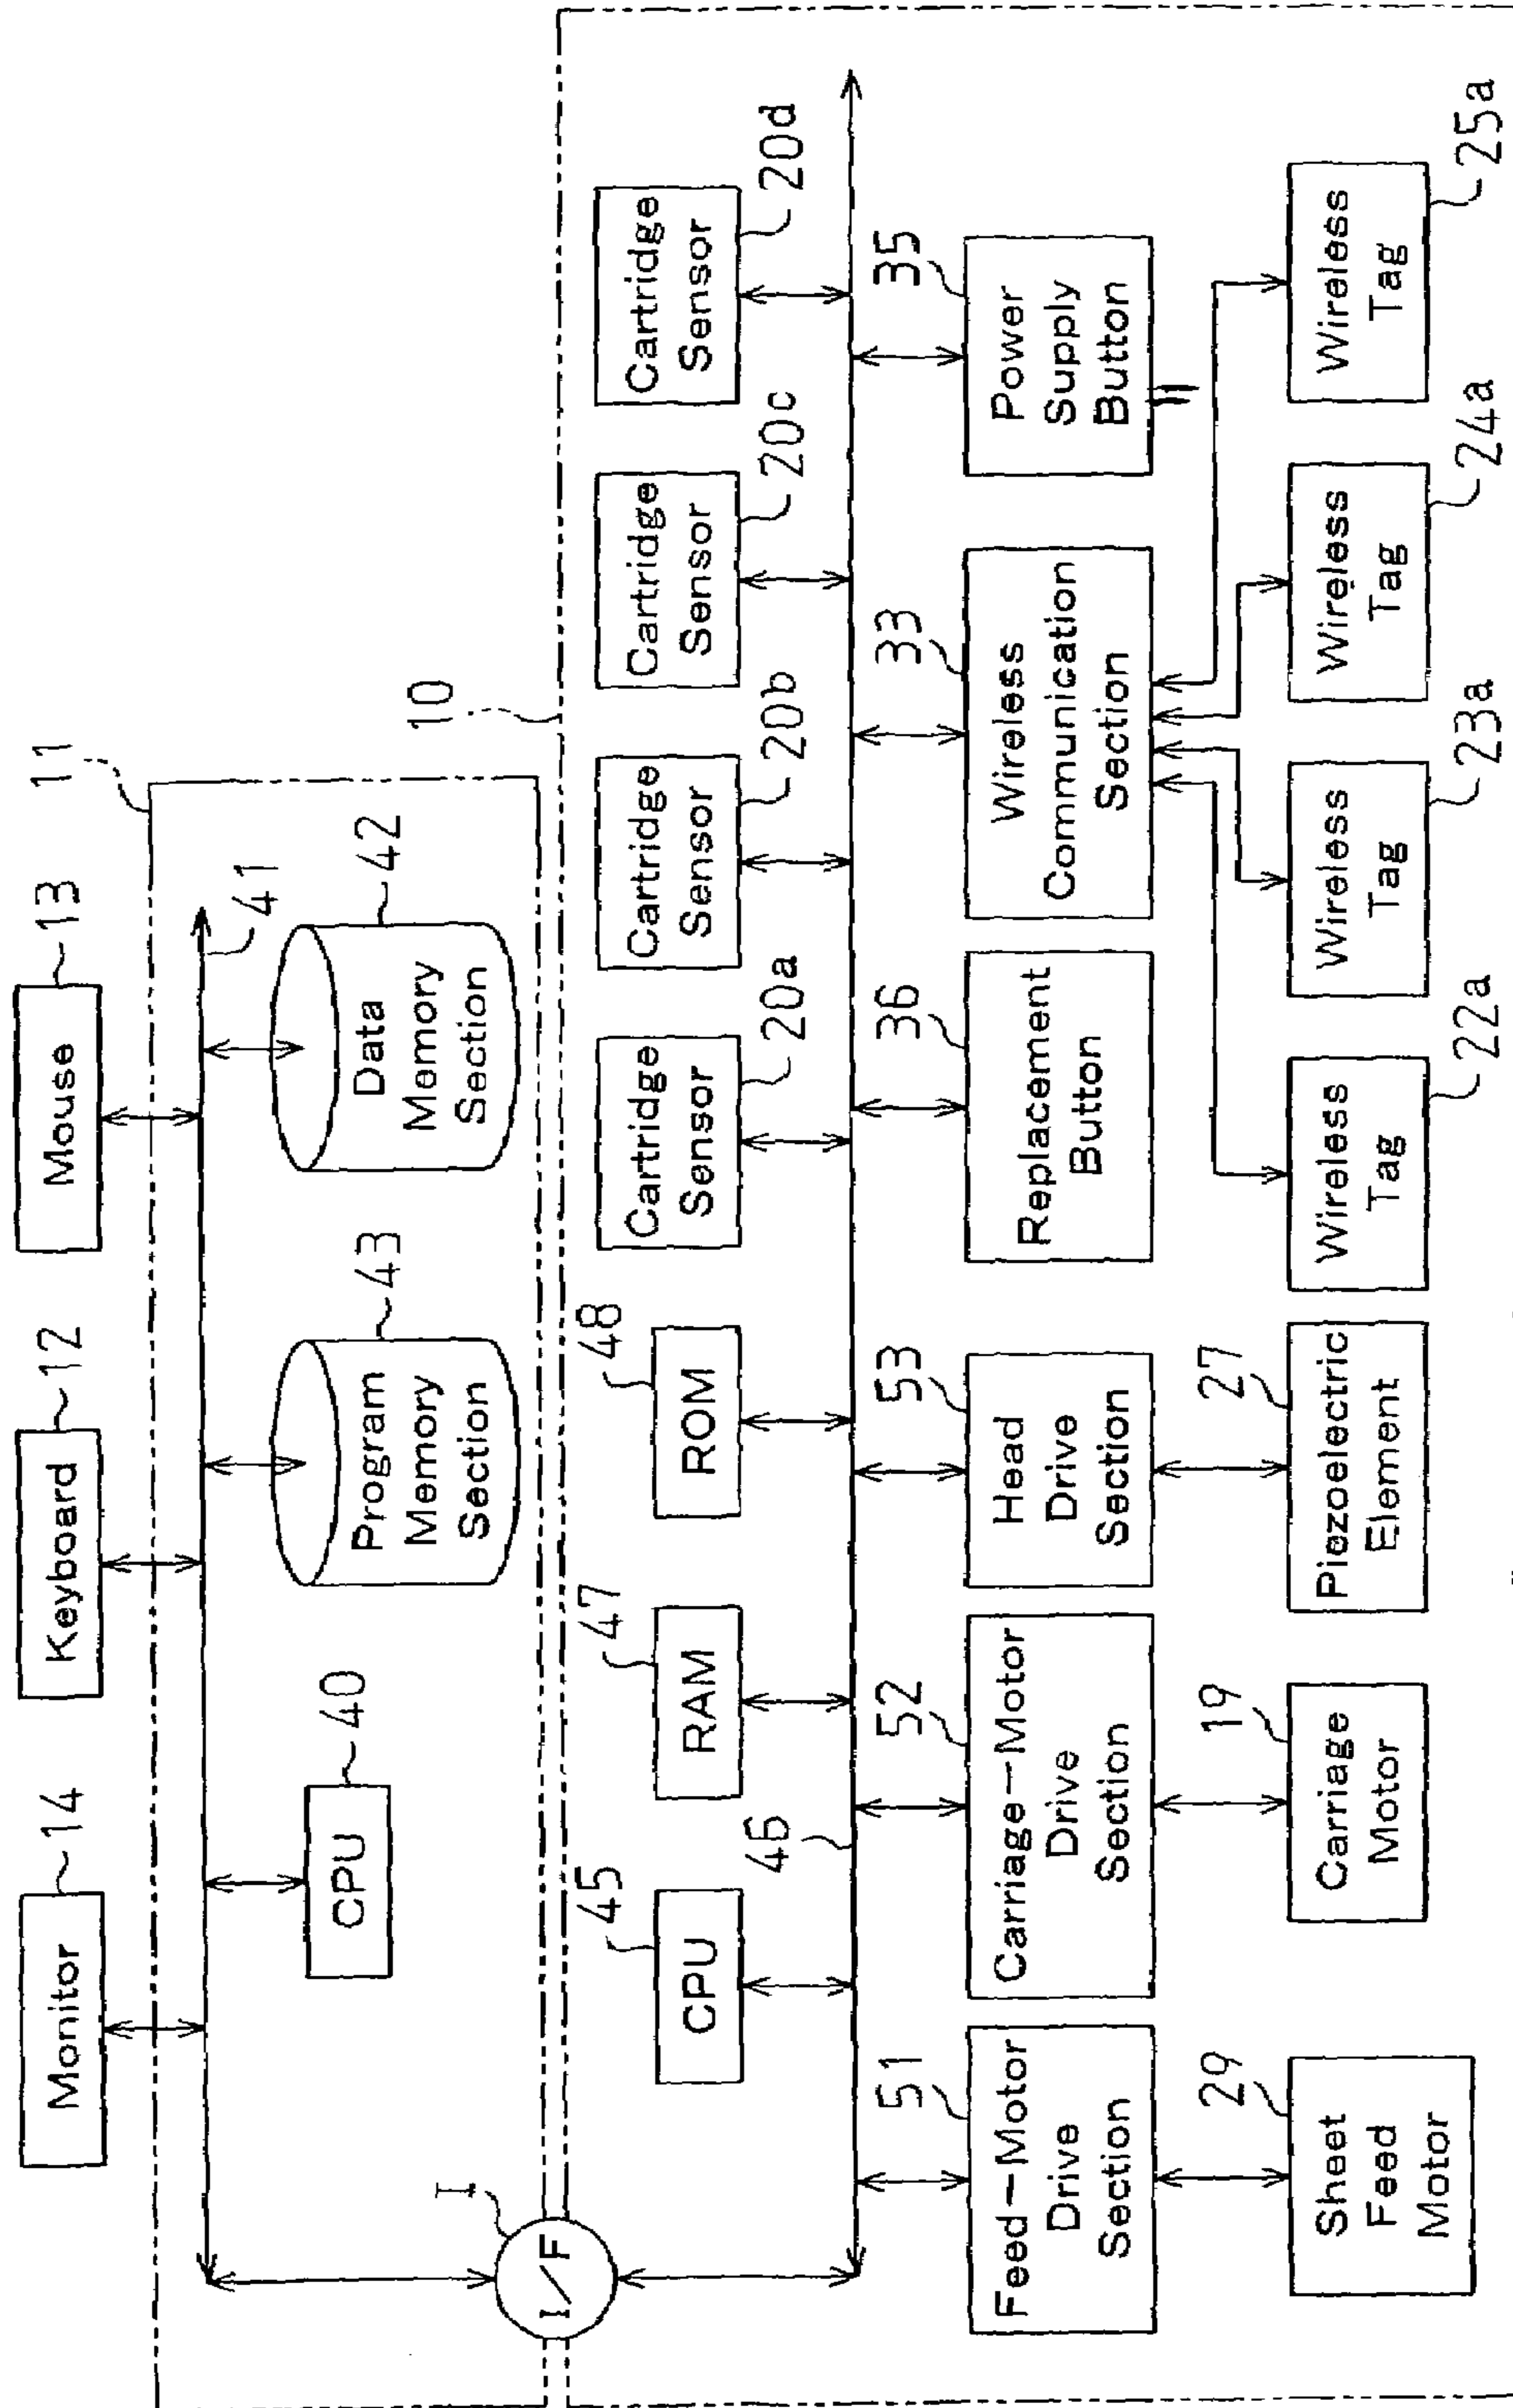 Monitor
14
Keyboard
12
Mouse
13
11
41
CPU
40
Program
Memory
Section
43
Data
Memory
Section
42
I
I/F
10
CPU
45
RAM
47
ROM
48
Cartridge
Sensor
20a
Cartridge
Sensor
20b
Cartridge
Sensor
20c
Cartridge
Sensor
20d
46
51
Feed-Motor
Drive
Section
52
Carriage-Motor
Drive
Section
53
Head
Drive
Section
36
Replacement
Button
33
Wireless
Communication
Section
35
Power
Supply
Button
29
Sheet
Feed
Motor
19
Carriage
Motor
27
Piezoelectric
Element
Wireless
Tag
22a
Wireless
Tag
23a
Wireless
Tag
24a
Wireless
Tag
25a